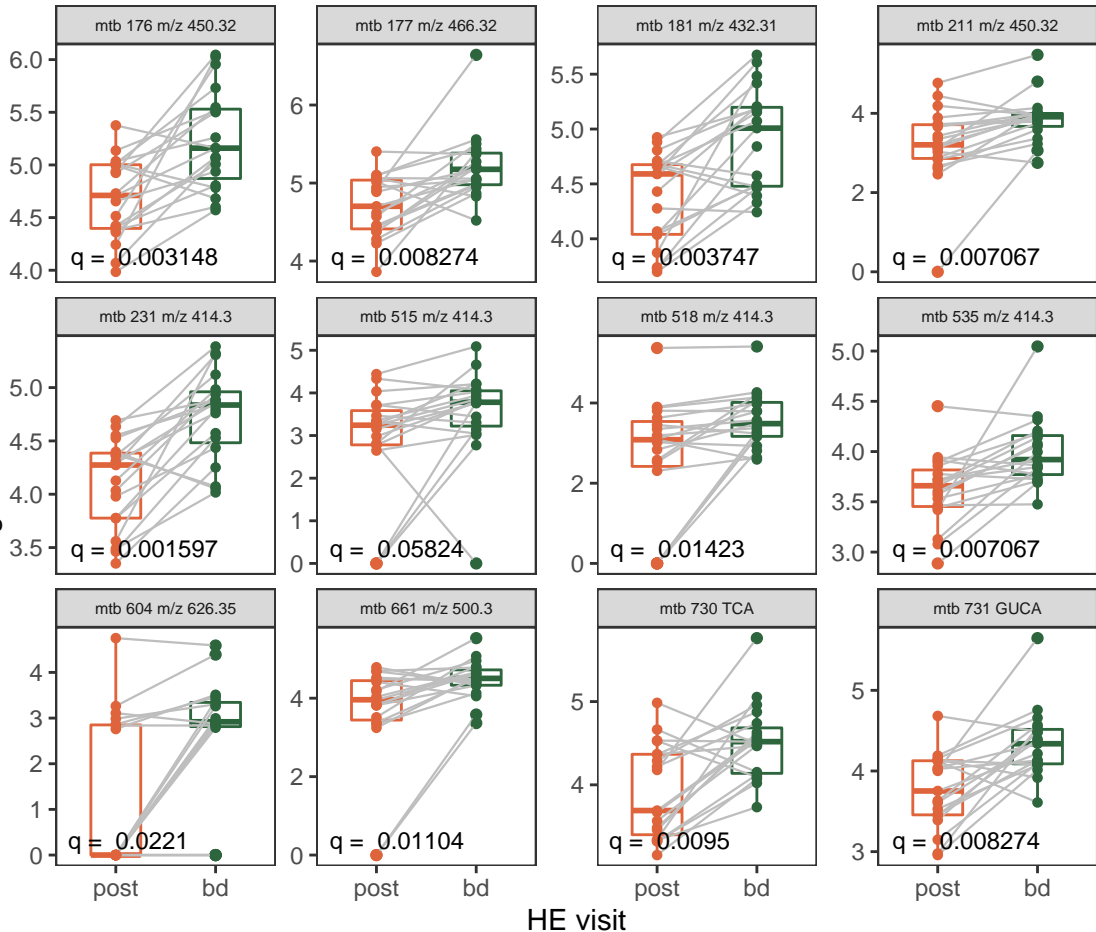 mtb 176 m/z 450.32
mtb 177 m/z 466.32
mtb 181 m/z 432.31
mtb 211 m/z 450.32
6.0
5.5
5.0
4.5
4.0
q = 0.003148
6
5
4
q = 0.008274
5.5
5.0
4.5
4.0
q = 0.003747
4
2
0
q = 0.007067
mtb 231 m/z 414.3
mtb 515 m/z 414.3
mtb 518 m/z 414.3
mtb 535 m/z 414.3
5.0
4.5
4.0
3.5
q = 0.001597
5
4
3
2
1
0
q = 0.05824
4
2
0
q = 0.01423
5.0
4.5
4.0
3.5
3.0
q = 0.007067
mtb 604 m/z 626.35
mtb 661 m/z 500.3
mtb 730 TCA
mtb 731 GUCA
4
3
2
1
0
q = 0.0221
4
2
0
q = 0.01104
5
4
q = 0.0095
5
4
3
q = 0.008274
post bd
post bd
post bd
post bd
HE visit